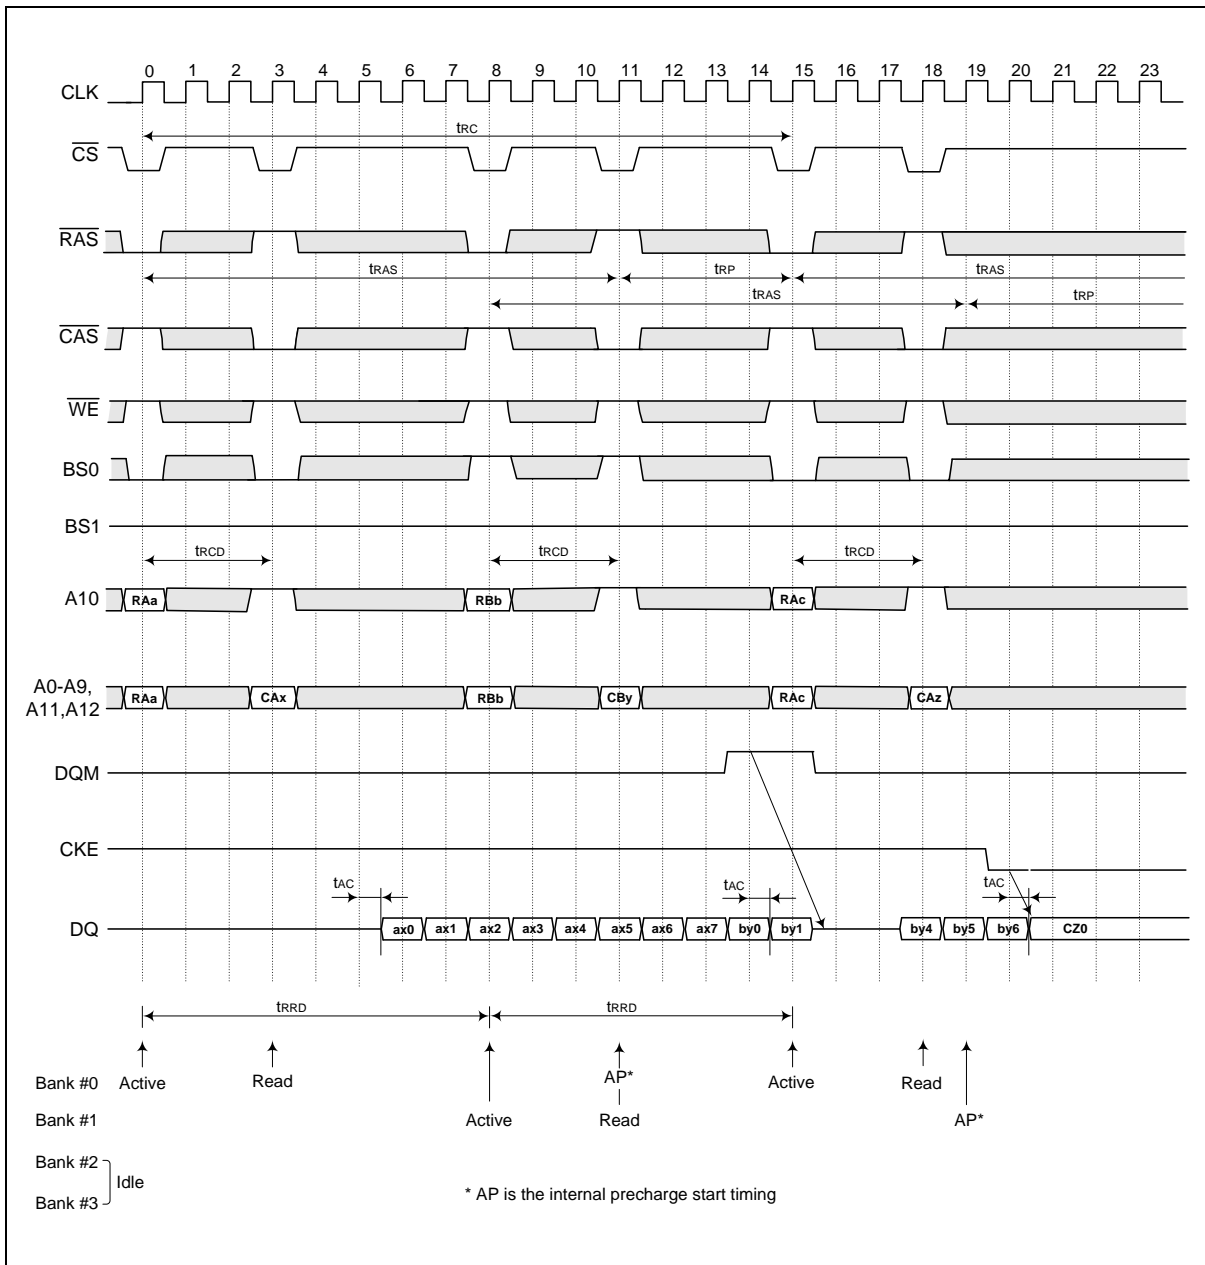 0 1 2 3 4 5 6 7 8 9 10 11 12 13 14 15 16 17 18 19 20 21 22 23
CLK
tRC
CS
RAS
tRAS tRP tRAS
tRAS tRP
CAS
WE
BS0
BS1
tRCD tRCD tRCD
A10 RAa RBb RAc
A0-A9,
A11,A12
RAa CAx RBb CBy RAc CAz
DQM
CKE
tAC tAC tAC
DQ ax0 ax1 ax2 ax3 ax4 ax5 ax6 ax7 by0 by1 by4 by5 by6 CZ0
tRRD tRRD
Bank #0 Active Read AP* Active Read
Bank #1 Active Read AP*
Bank #2
Idle
Bank #3
* AP is the internal precharge start timing